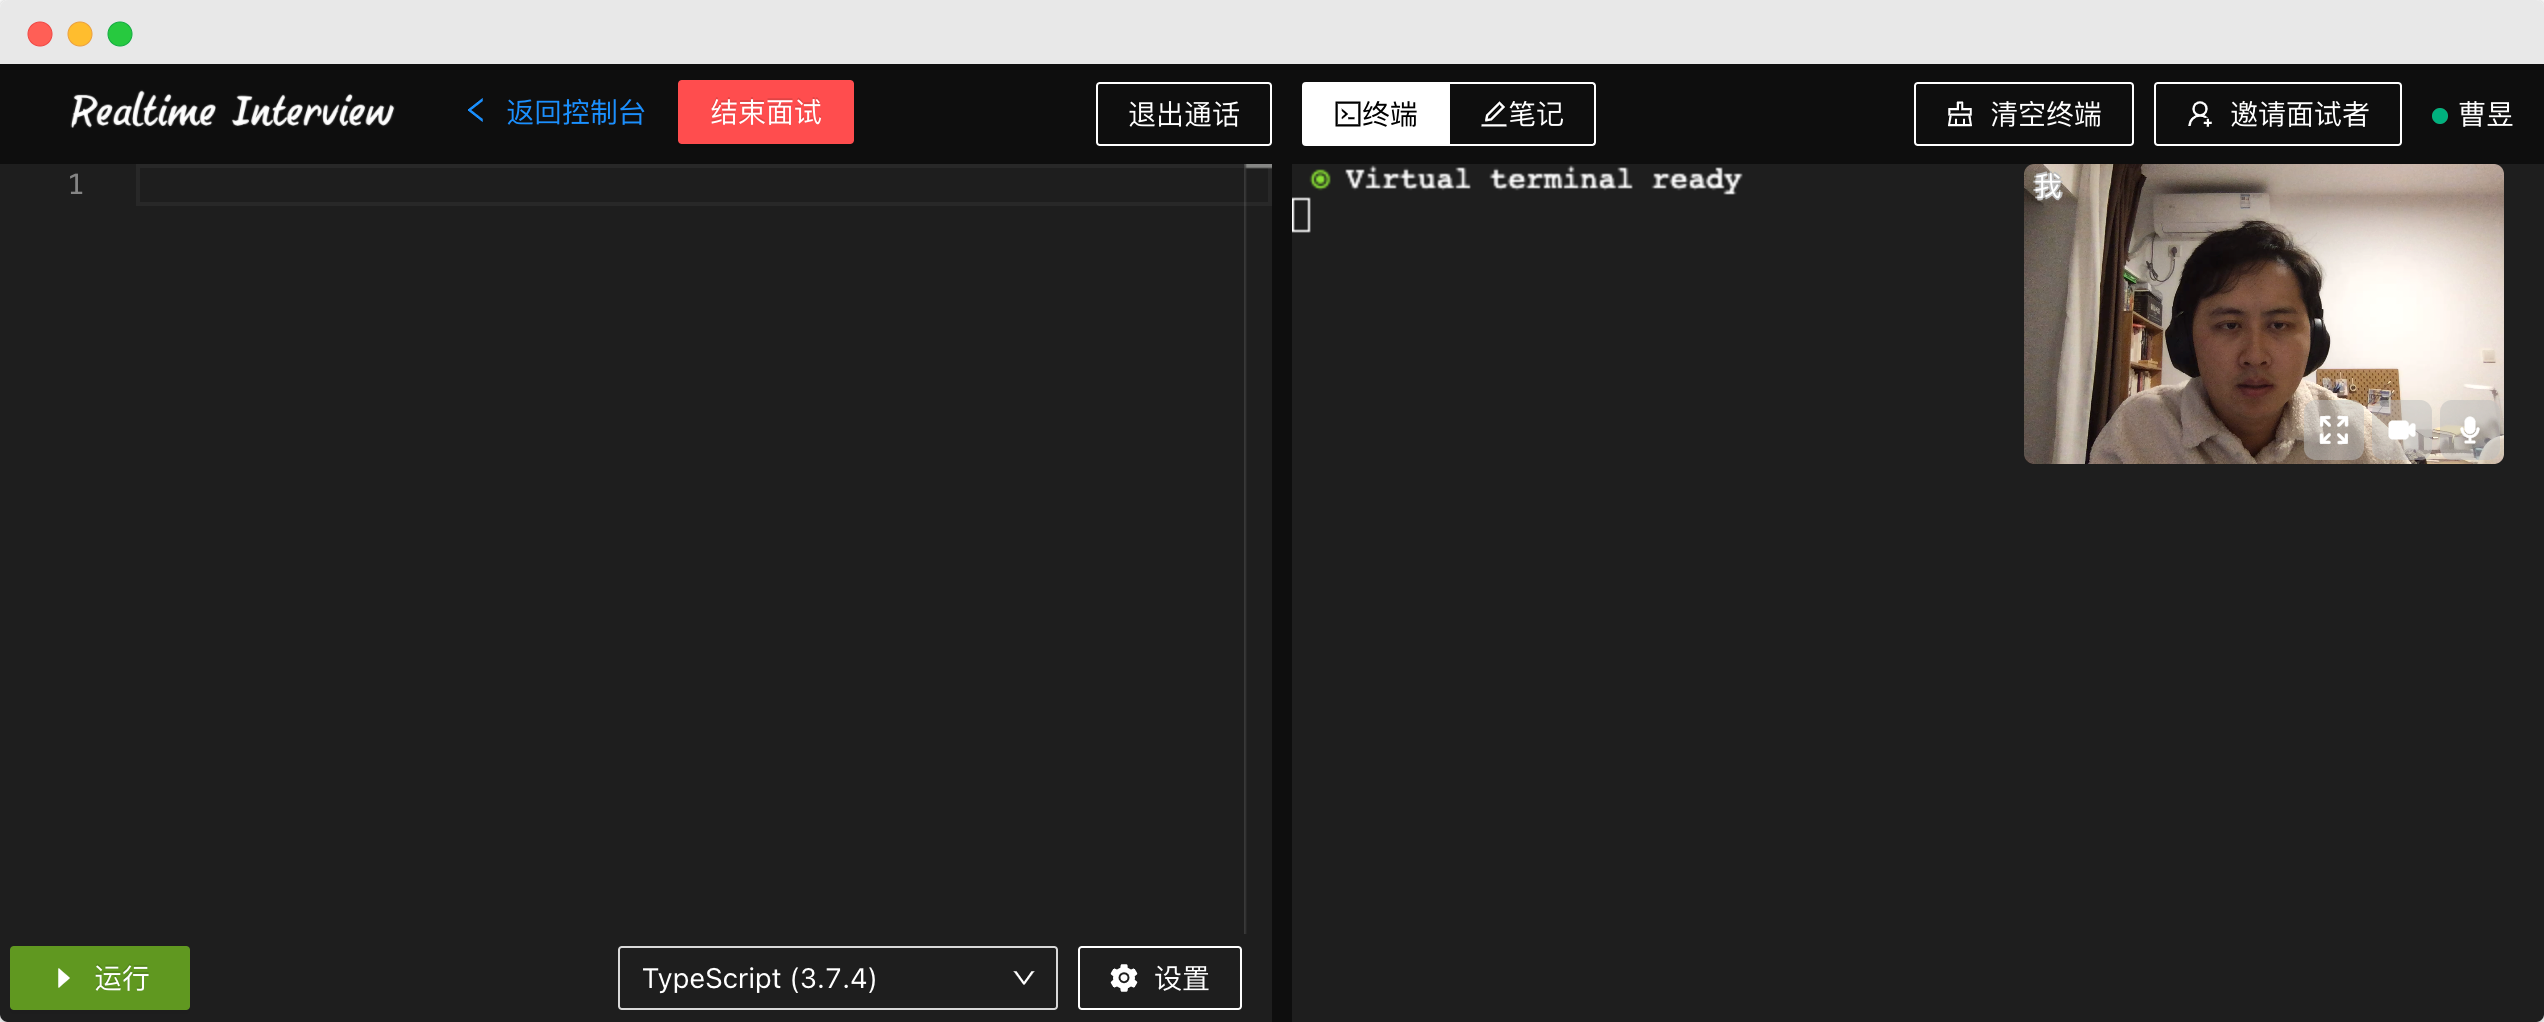 Realtime Interview
返回控制台
结束面试
退出通话
终端
笔记
清空终端
邀请面试者
曹昱
1
Virtual terminal ready
我
运行
TypeScript (3.7.4)
设置